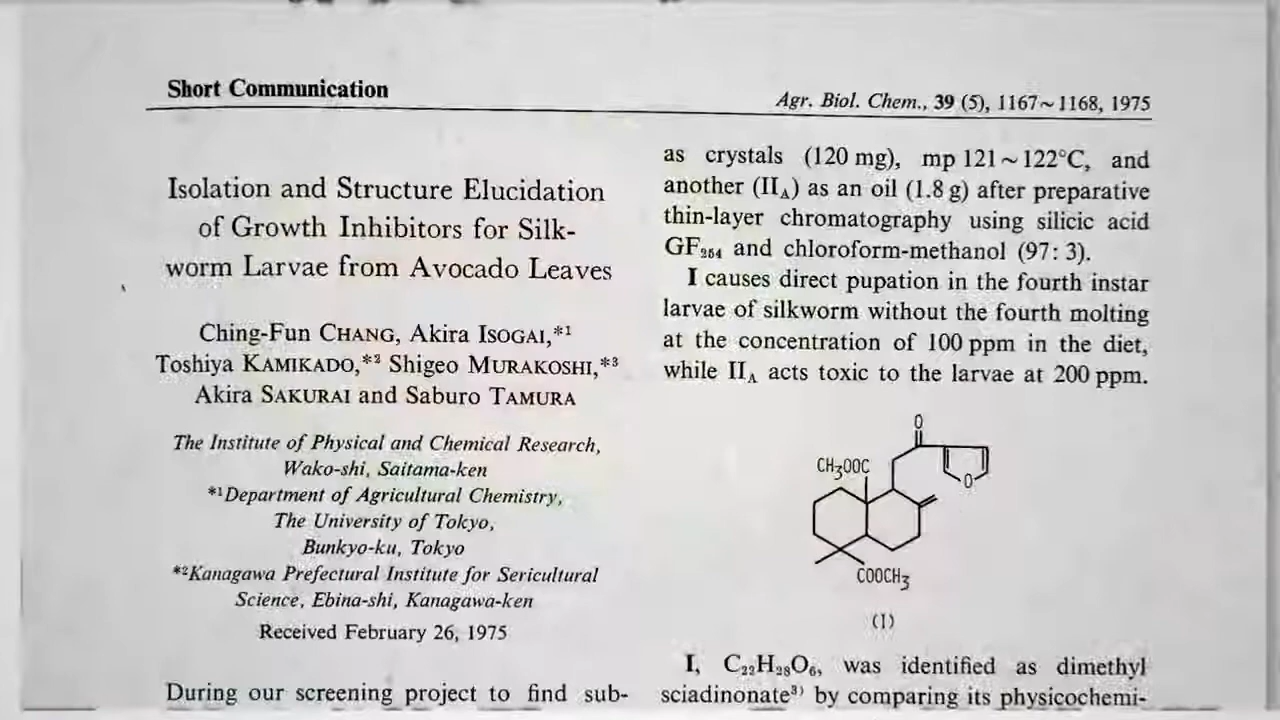 Short Communication
Agr. Biol. Chem., 39 (5), 1167~1168, 1975
Isolation and Structure Elucidation
of Growth Inhibitors for Silk-
worm Larvae from Avocado Leaves
Ching-Fun CHANG, Akira ISOGAI,*1
Toshiya KAMIKADO,*2 Shigeo MURAKOSHI,*3
Akira SAKURAI and Saburo TAMURA
The Institute of Physical and Chemical Research,
Wako-shi, Saitama-ken
*1Department of Agricultural Chemistry,
The University of Tokyo,
Bunkyo-ku, Tokyo
*2Kanagawa Prefectural Institute for Sericultural
Science, Ebina-shi, Kanagawa-ken
Received February 26, 1975
During our screening project to find sub-
as crystals (120 mg), mp 121~122°C, and
another (IIA) as an oil (1.8 g) after preparative
thin-layer chromatography using silicic acid
GF254 and chloroform-methanol (97: 3).
I causes direct pupation in the fourth instar
larvae of silkworm without the fourth molting
at the concentration of 100 ppm in the diet,
while IIA acts toxic to the larvae at 200 ppm.
O
CH3OOC
O
COOCH3
(I)
I, C22H28O6, was identified as dimethyl
sciadinonate3) by comparing its physicochemi-